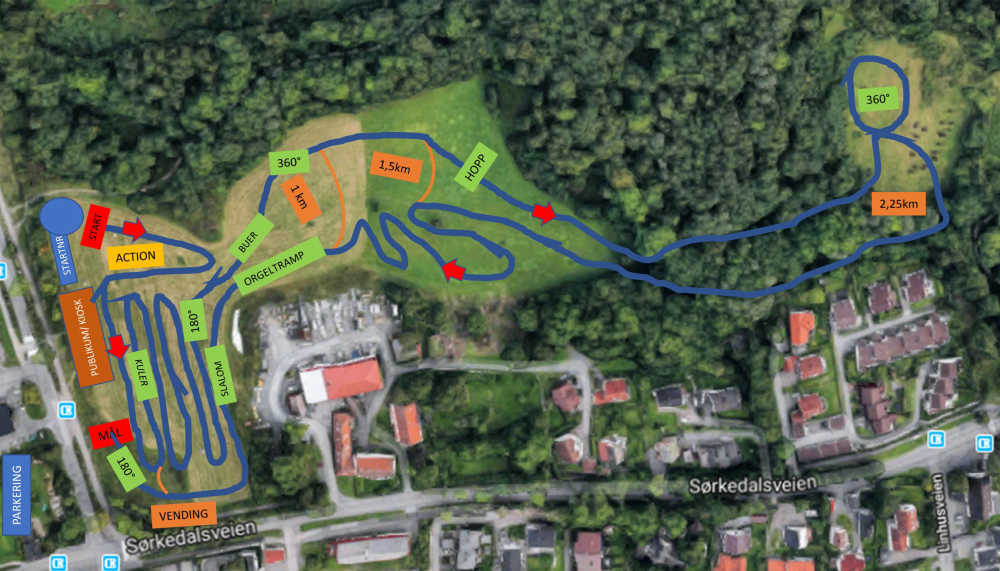 360°
HOPP
1,5km
360°
1 km
2,25km
START
STARTNR
ACTION
BUER
ORGELTRAMP
PUBLIKUM/ KIOSK
180°
KULER
SLALOM
MÅL
180°
VENDING
PARKERING
Sørkedalsveien
Sørkedalsveien
Linhusveien